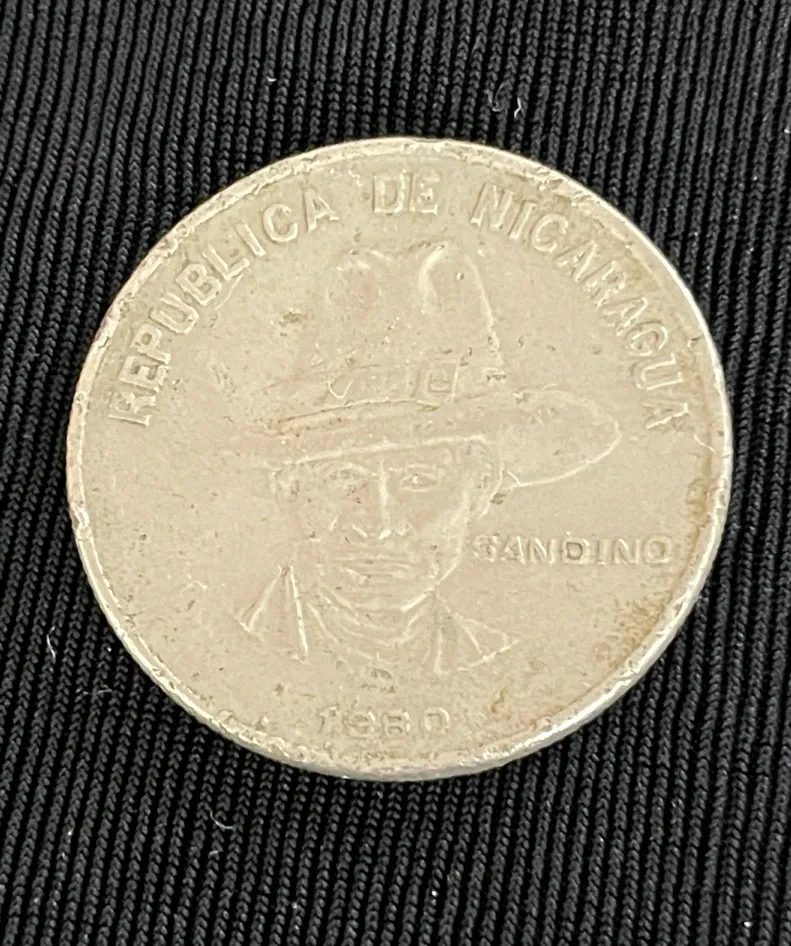 REPUBLICA DE NICARAGUA
SANDINO
1980